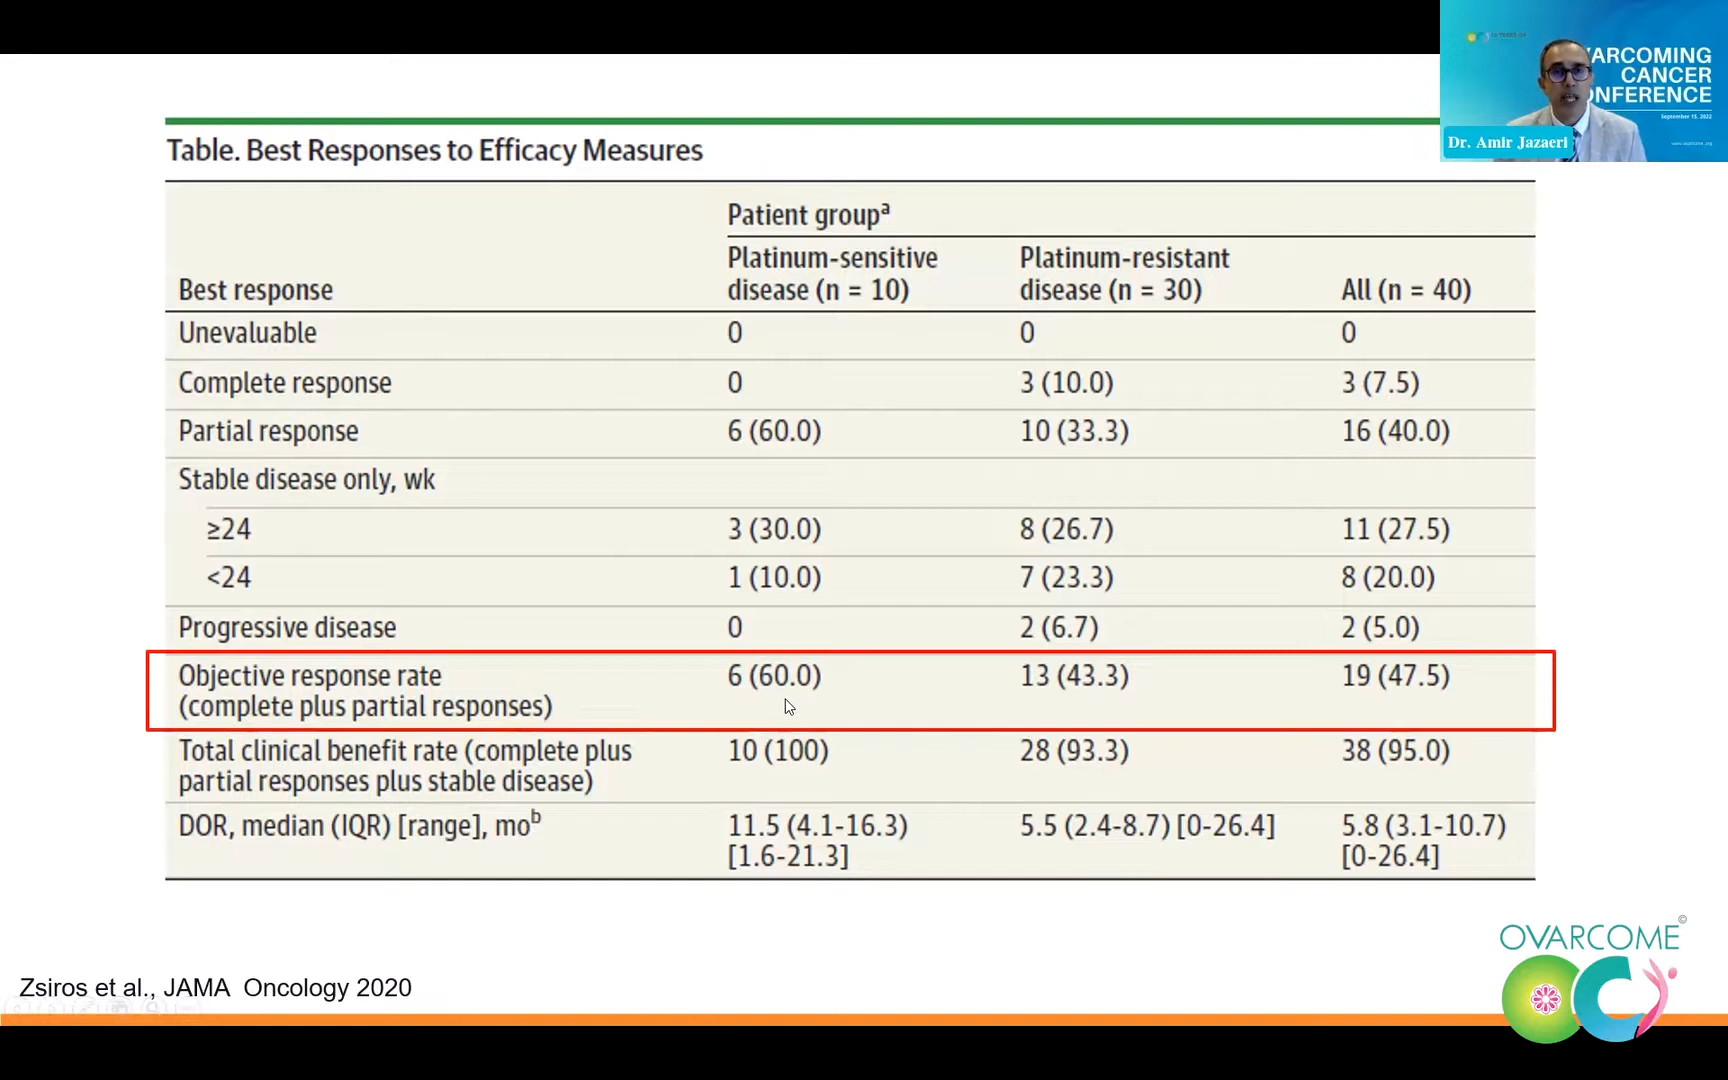 ARCOMING
CANCER
ONFERENCE
September 15, 2022
Dr. Amir Jazaeri
Table. Best Responses to Efficacy Measures
Patient groupᵃ
Best response
Platinum-sensitive disease (n = 10)
Platinum-resistant disease (n = 30)
All (n = 40)
Unevaluable 0 0 0
Complete response 0 3 (10.0) 3 (7.5)
Partial response 6 (60.0) 10 (33.3) 16 (40.0)
Stable disease only, wk
≥24 3 (30.0) 8 (26.7) 11 (27.5)
<24 1 (10.0) 7 (23.3) 8 (20.0)
Progressive disease 0 2 (6.7) 2 (5.0)
Objective response rate 6 (60.0) 13 (43.3) 19 (47.5)
(complete plus partial responses)
Total clinical benefit rate (complete plus 10 (100) 28 (93.3) 38 (95.0)
partial responses plus stable disease)
DOR, median (IQR) [range], moᵇ 11.5 (4.1-16.3) 5.5 (2.4-8.7) [0-26.4] 5.8 (3.1-10.7)
[1.6-21.3] [0-26.4]
OVARCOME©
Zsiros et al., JAMA Oncology 2020